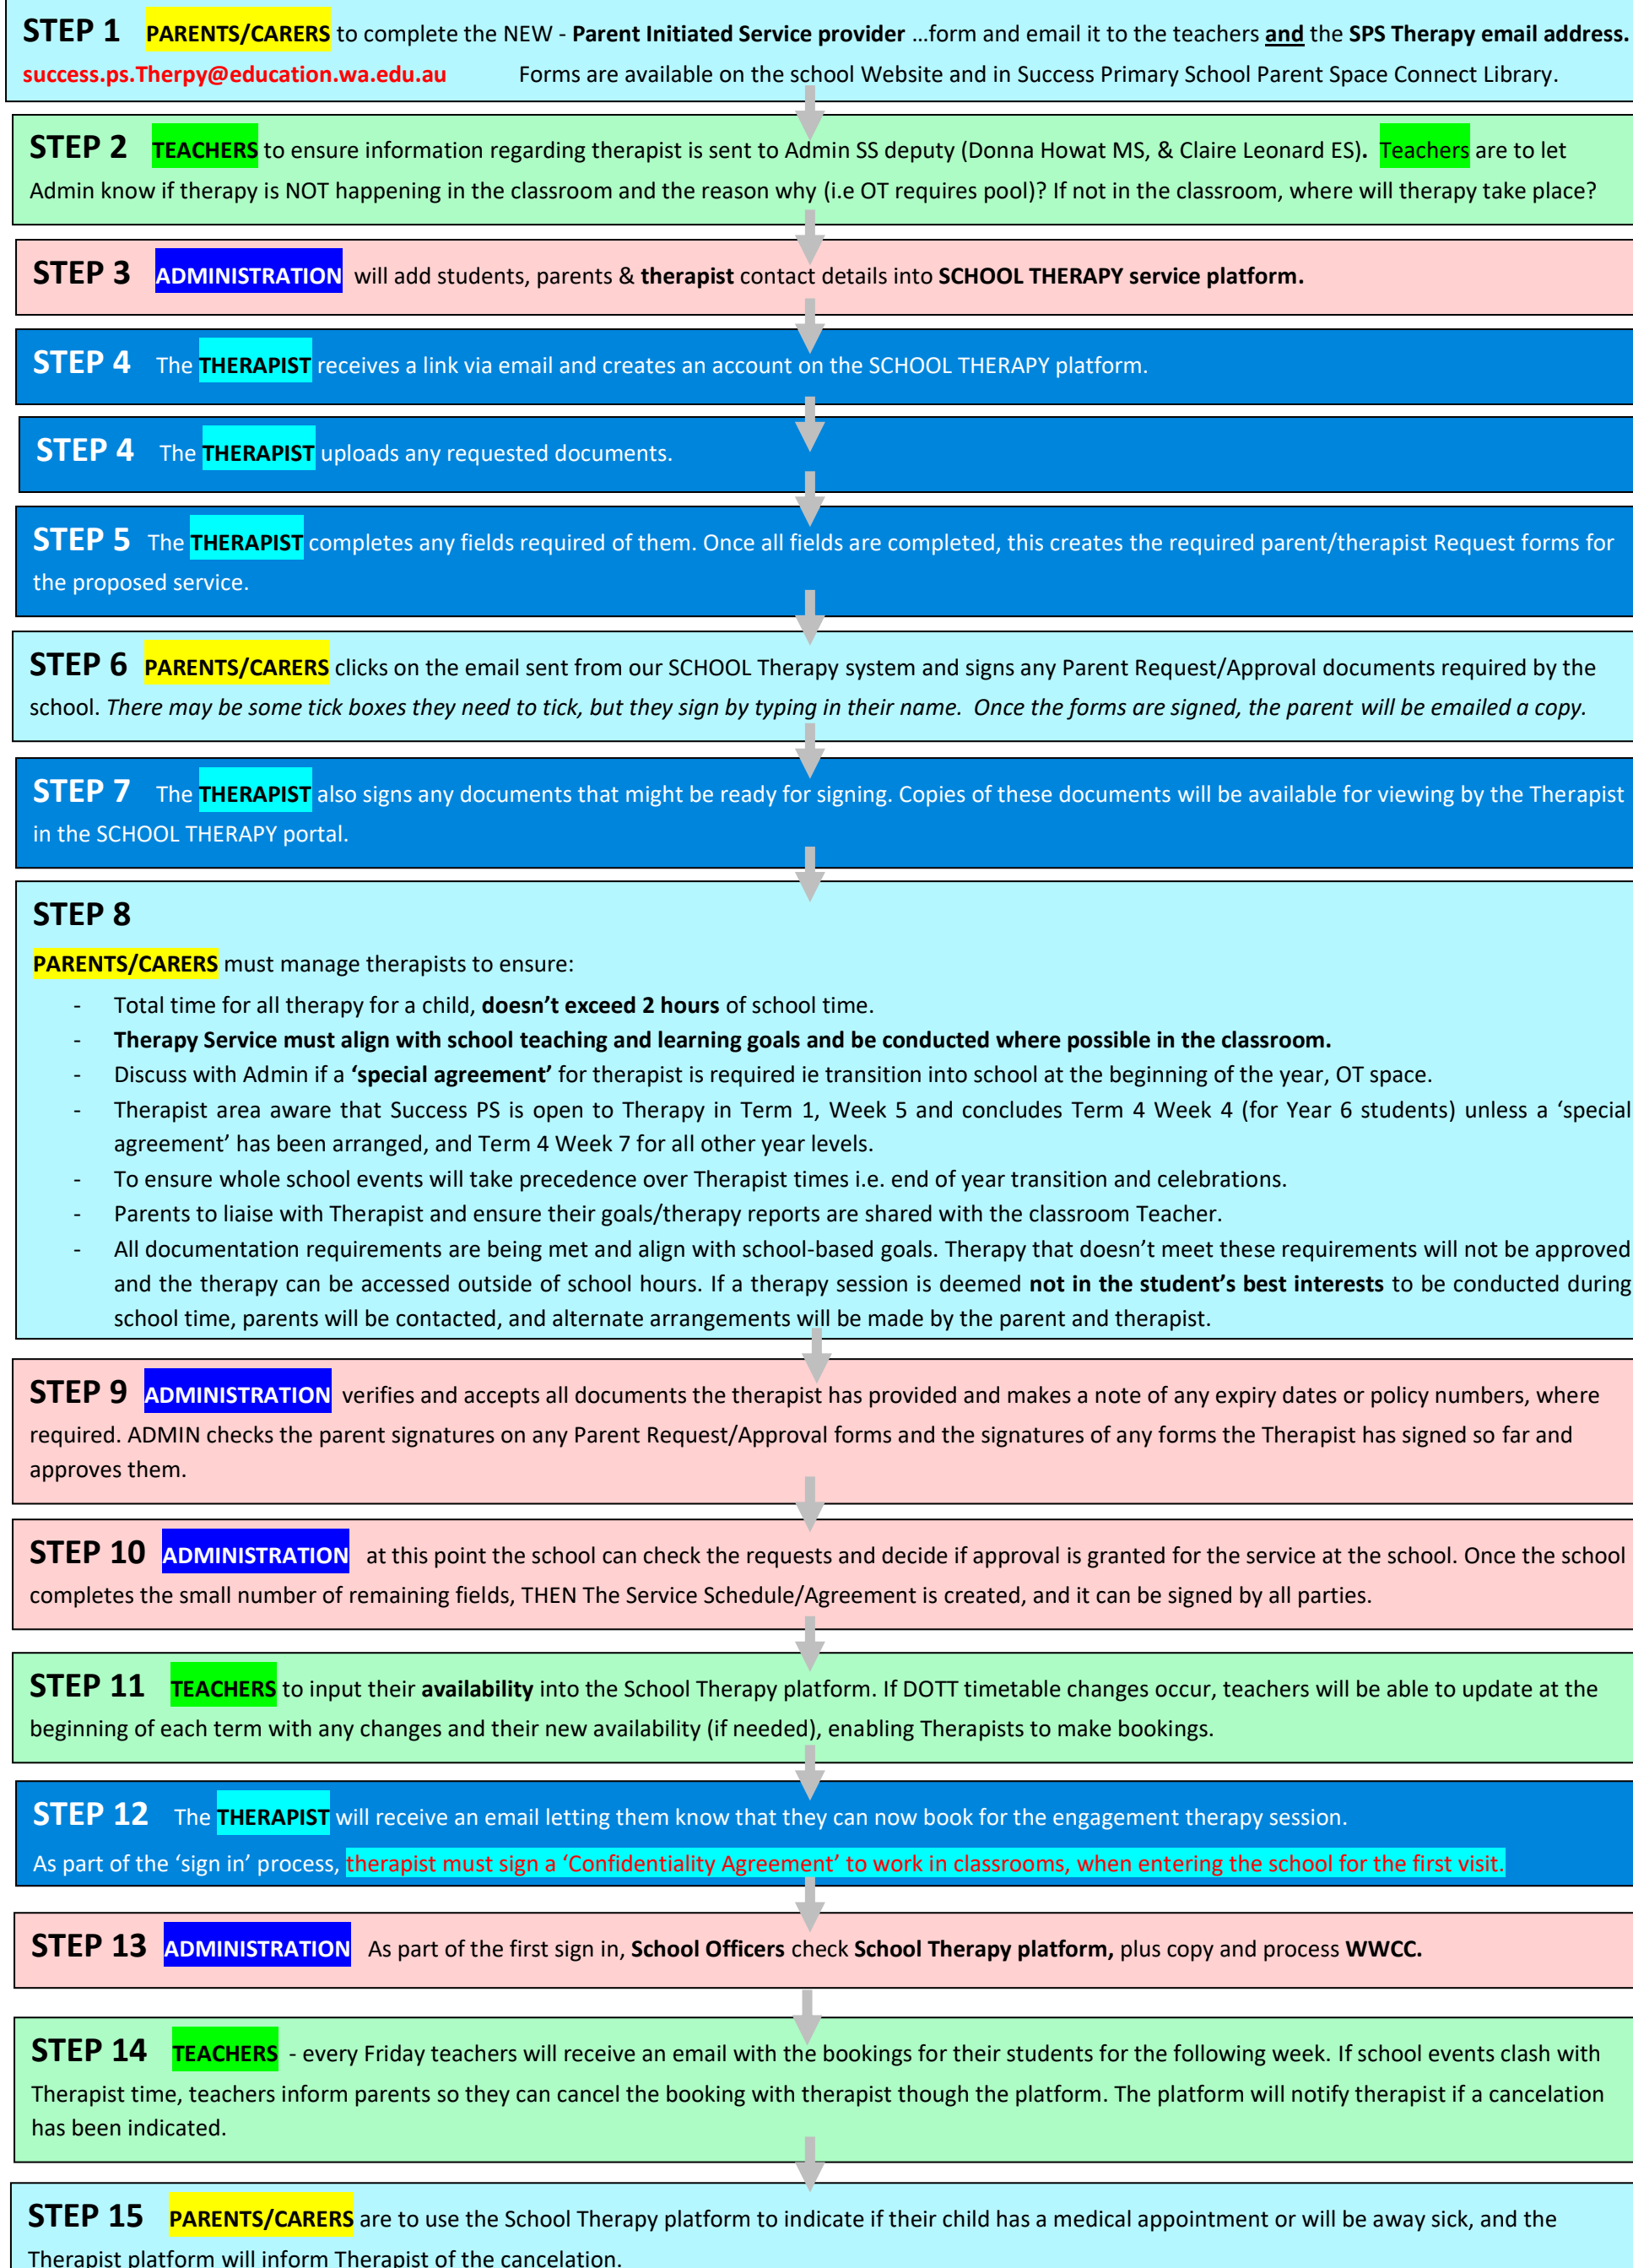 STEP 1 PARENTS/CARERS to complete the NEW - Parent Initiated Service provider …form and email it to the teachers and the SPS Therapy email address.
success.ps.Therpy@education.wa.edu.au Forms are available on the school Website and in Success Primary School Parent Space Connect Library.
STEP 2 TEACHERS to ensure information regarding therapist is sent to Admin SS deputy (Donna Howat MS, & Claire Leonard ES). Teachers are to let
Admin know if therapy is NOT happening in the classroom and the reason why (i.e OT requires pool)? If not in the classroom, where will therapy take place?
STEP 3 ADMINISTRATION will add students, parents & therapist contact details into SCHOOL THERAPY service platform.
STEP 4 The THERAPIST receives a link via email and creates an account on the SCHOOL THERAPY platform.
STEP 4 The THERAPIST uploads any requested documents.
STEP 5 The THERAPIST completes any fields required of them. Once all fields are completed, this creates the required parent/therapist Request forms for
the proposed service.
STEP 6 PARENTS/CARERS clicks on the email sent from our SCHOOL Therapy system and signs any Parent Request/Approval documents required by the
school. There may be some tick boxes they need to tick, but they sign by typing in their name. Once the forms are signed, the parent will be emailed a copy.
STEP 7 The THERAPIST also signs any documents that might be ready for signing. Copies of these documents will be available for viewing by the Therapist
in the SCHOOL THERAPY portal.
STEP 8
PARENTS/CARERS must manage therapists to ensure:
- Total time for all therapy for a child, doesn’t exceed 2 hours of school time.
- Therapy Service must align with school teaching and learning goals and be conducted where possible in the classroom.
- Discuss with Admin if a ‘special agreement’ for therapist is required ie transition into school at the beginning of the year, OT space.
- Therapist area aware that Success PS is open to Therapy in Term 1, Week 5 and concludes Term 4 Week 4 (for Year 6 students) unless a ‘special
agreement’ has been arranged, and Term 4 Week 7 for all other year levels.
- To ensure whole school events will take precedence over Therapist times i.e. end of year transition and celebrations.
- Parents to liaise with Therapist and ensure their goals/therapy reports are shared with the classroom Teacher.
- All documentation requirements are being met and align with school-based goals. Therapy that doesn’t meet these requirements will not be approved
and the therapy can be accessed outside of school hours. If a therapy session is deemed not in the student’s best interests to be conducted during
school time, parents will be contacted, and alternate arrangements will be made by the parent and therapist.
STEP 9 ADMINISTRATION verifies and accepts all documents the therapist has provided and makes a note of any expiry dates or policy numbers, where
required. ADMIN checks the parent signatures on any Parent Request/Approval forms and the signatures of any forms the Therapist has signed so far and
approves them.
STEP 10 ADMINISTRATION at this point the school can check the requests and decide if approval is granted for the service at the school. Once the school
completes the small number of remaining fields, THEN The Service Schedule/Agreement is created, and it can be signed by all parties.
STEP 11 TEACHERS to input their availability into the School Therapy platform. If DOTT timetable changes occur, teachers will be able to update at the
beginning of each term with any changes and their new availability (if needed), enabling Therapists to make bookings.
STEP 12 The THERAPIST will receive an email letting them know that they can now book for the engagement therapy session.
As part of the ‘sign in’ process, therapist must sign a ‘Confidentiality Agreement’ to work in classrooms, when entering the school for the first visit.
STEP 13 ADMINISTRATION As part of the first sign in, School Officers check School Therapy platform, plus copy and process WWCC.
STEP 14 TEACHERS - every Friday teachers will receive an email with the bookings for their students for the following week. If school events clash with
Therapist time, teachers inform parents so they can cancel the booking with therapist though the platform. The platform will notify therapist if a cancelation
has been indicated.
STEP 15 PARENTS/CARERS are to use the School Therapy platform to indicate if their child has a medical appointment or will be away sick, and the
Therapist platform will inform Therapist of the cancelation.